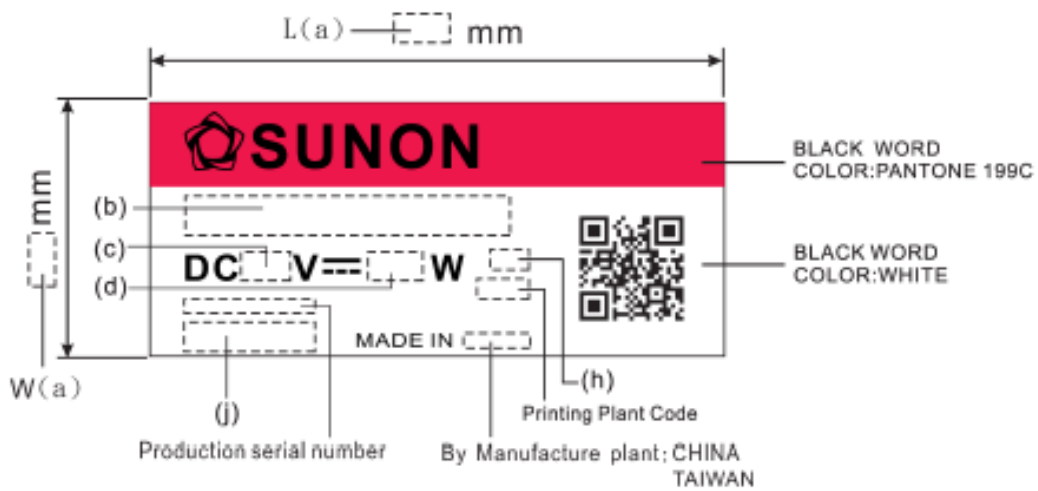 L(a) mm
SUNON
BLACK WORD
COLOR:PANTONE 199C
mm
(b)
(c)
(d)
DC V W
BLACK WORD
COLOR:WHITE
MADE IN
W(a)
(j)
(h)
Printing Plant Code
Production serial number
By Manufacture plant: CHINA
TAIWAN